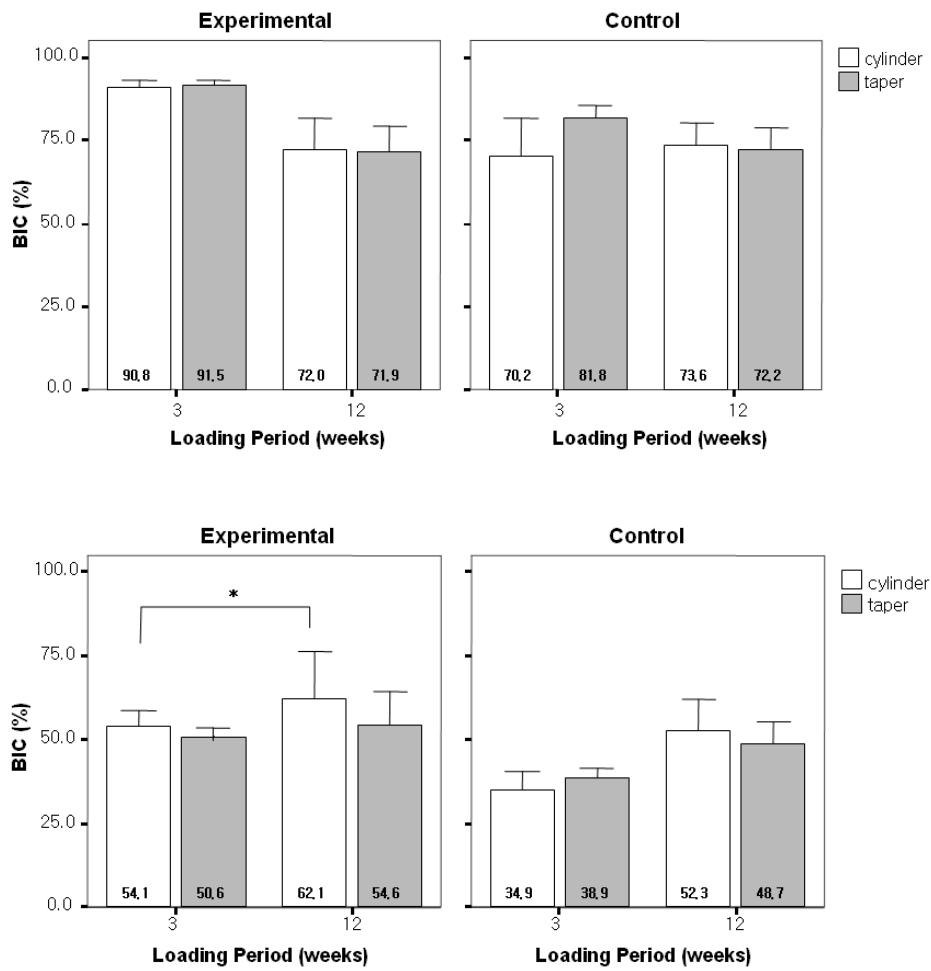 Experimental
Control
cylinder
taper
BIC (%)
100.0
75.0
50.0
25.0
0.0
90.8 91.5 72.0 71.9
70.2 81.8 73.6 72.2
3 12
3 12
Loading Period (weeks)
Loading Period (weeks)
Experimental
Control
cylinder
taper
BIC (%)
100.0
75.0
50.0
25.0
0.0
*
54.1 50.6 62.1 54.6
34.9 38.9 52.3 48.7
3 12
3 12
Loading Period (weeks)
Loading Period (weeks)